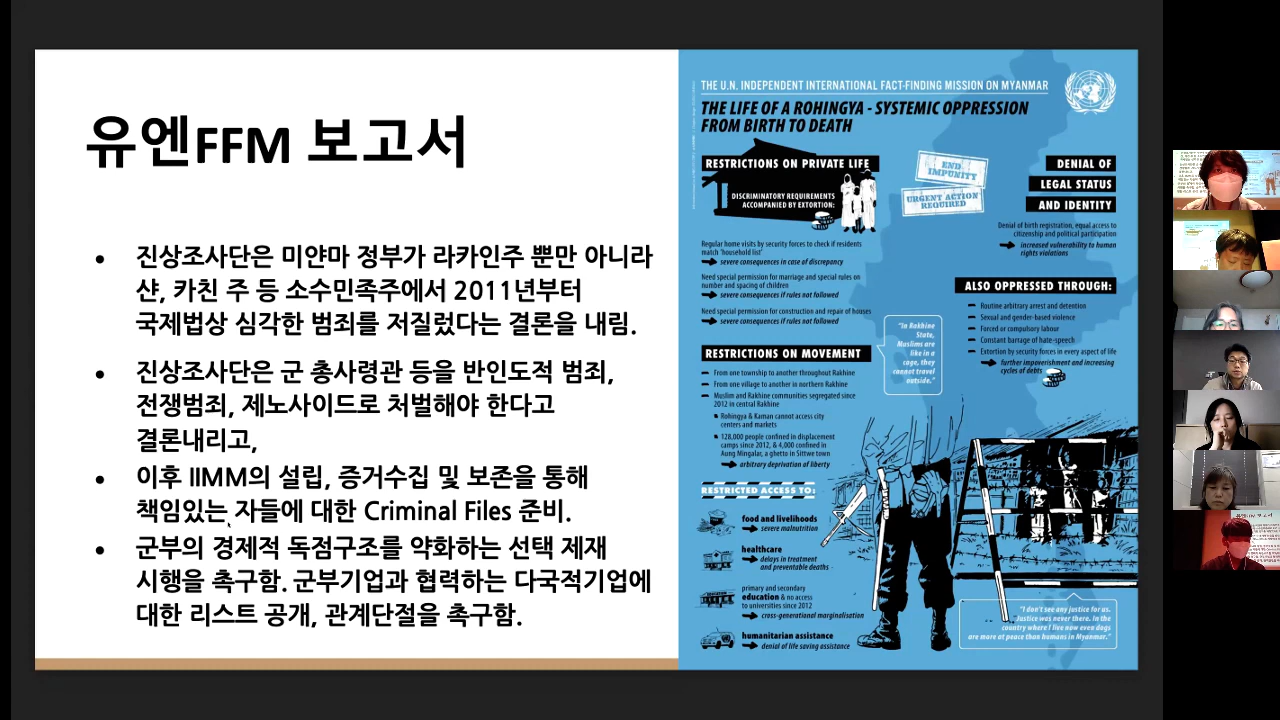 유엔FFM 보고서
• 진상조사단은 미얀마 정부가 라카인주 뿐만 아니라
샨, 카친 주 등 소수민족주에서 2011년부터
국제법상 심각한 범죄를 저질렀다는 결론을 내림.
• 진상조사단은 군 총사령관 등을 반인도적 범죄,
전쟁범죄, 제노사이드로 처벌해야 한다고
결론내리고,
• 이후 IIMM의 설립, 증거수집 및 보존을 통해
책임있는 자들에 대한 Criminal Files 준비.
• 군부의 경제적 독점구조를 약화하는 선택 제재
시행을 촉구함. 군부기업과 협력하는 다국적기업에
대한 리스트 공개, 관계단절을 촉구함.
THE U.N. INDEPENDENT INTERNATIONAL FACT-FINDING MISSION ON MYANMAR
THE LIFE OF A ROHINGYA - SYSTEMIC OPPRESSION
FROM BIRTH TO DEATH
RESTRICTIONS ON PRIVATE LIFE
DISCRIMINATORY REQUIREMENTS
ACCOMPANIED BY EXTORTION:
Regular home visits by security forces to check if residents
match 'household list'
severe consequences in case of discrepancy
Need special permission for marriage and special rules on
number and spacing of children
severe consequences if rules not followed
Need special permission for construction and repair of houses
severe consequences if rules not followed
END
IMPUNITY
URGENT ACTION
REQUIRED
DENIAL OF
LEGAL STATUS
AND IDENTITY
Denial of birth registration, equal access to
citizenship and political participation
increased vulnerability to human
rights violations
ALSO OPPRESSED THROUGH:
Routine arbitrary arrest and detention
Sexual and gender-based violence
Forced or compulsory labour
Constant barrage of hate-speech
Extortion by security forces in every aspect of life
further impoverishment and increasing
cycles of debts
"In Rakhine
State,
Muslims are
like in a
cage, they
cannot travel
outside."
RESTRICTIONS ON MOVEMENT
From one township to another throughout Rakhine
From one village to another in northern Rakhine
Muslim and Rakhine communities segregated since
2012 in central Rakhine
Rohingya & Kaman cannot access city
centers and markets
128,000 people confined in displacement
camps since 2012, & 4,000 confined in
Aung Mingalar, a ghetto in Sittwe town
arbitrary deprivation of liberty
RESTRICTED ACCESS TO:
food and livelihoods
severe malnutrition
healthcare
delays in treatment
and preventable deaths
primary and secondary
education & no access
to universities since 2012
cross-generational marginalisation
humanitarian assistance
denial of life saving assistance
"I don't see any justice for us.
Justice was never there. In the
country where I live now even dogs
are more at peace than humans in Myanmar."